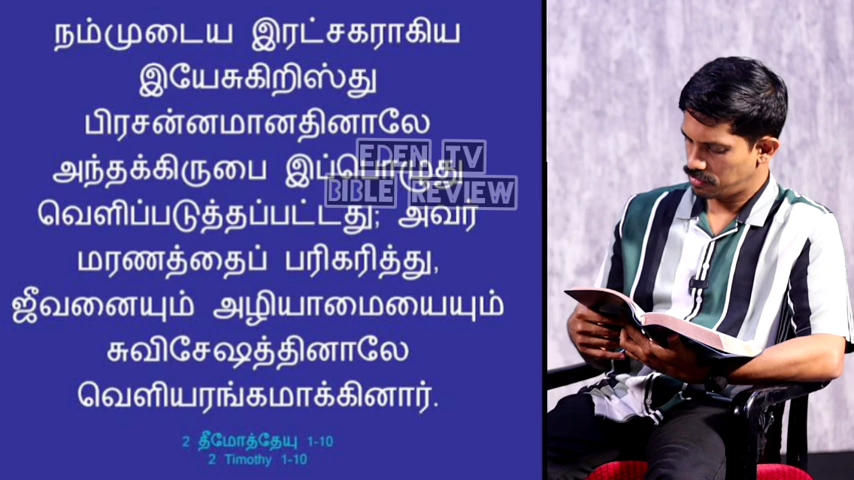 நம்முடைய இரட்சகராகிய
இயேசுகிறிஸ்து
பிரசன்னமானதினாலே
அந்தக்கிருபை இப்பொழுது
வெளிப்படுத்தப்பட்டது; அவர்
மரணத்தைப் பரிகரித்து,
ஜீவனையும் அழியாமையையும்
சுவிசேஷத்தினாலே
வெளியரங்கமாக்கினார்.
2 தீமோத்தேயு 1-10
2 Timothy 1-10
EDEN TV
BIBLE REVIEW